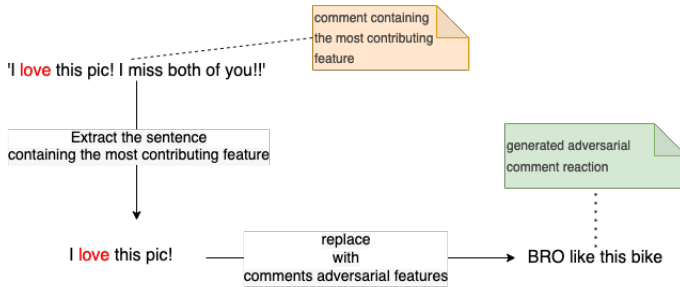 comment containing
the most contributing
feature
'I love this pic! I miss both of you!!'
Extract the sentence
containing the most contributing feature
generated adversarial
comment reaction
I love this pic!
replace
with
comments adversarial features
BRO like this bike